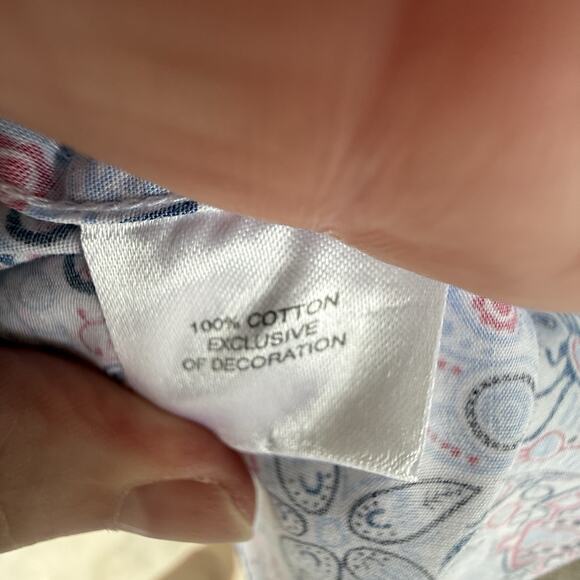 100% COTTON
EXCLUSIVE
OF DECORATION